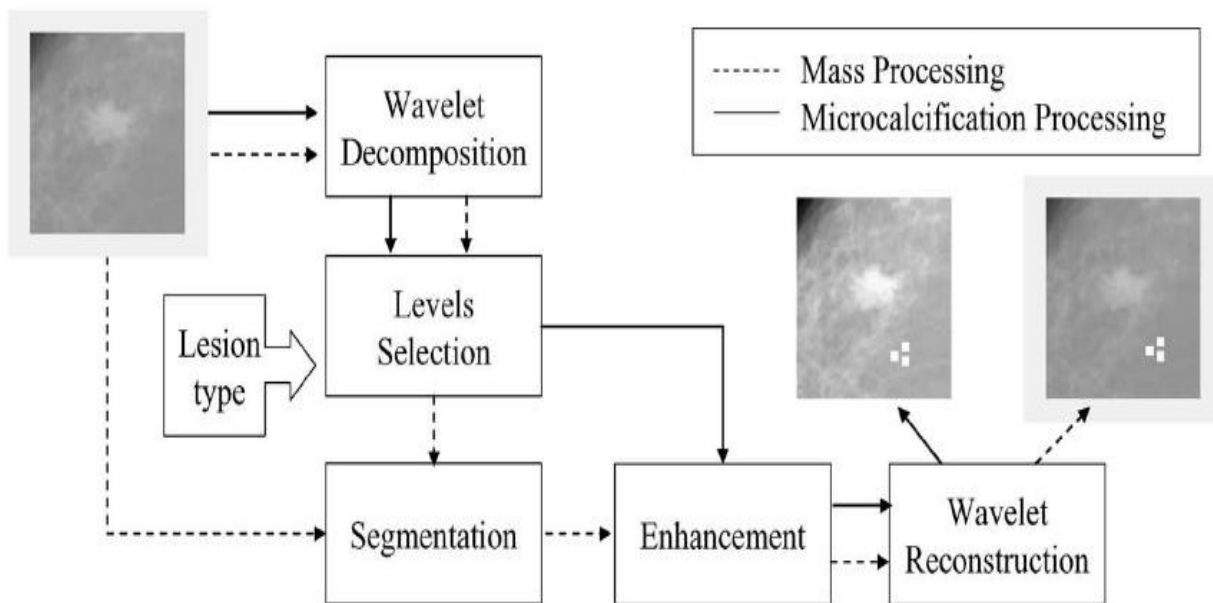 Wavelet
Decomposition
Mass Processing
Microcalcification Processing
Lesion
type
Levels
Selection
Segmentation
Enhancement
Wavelet
Reconstruction